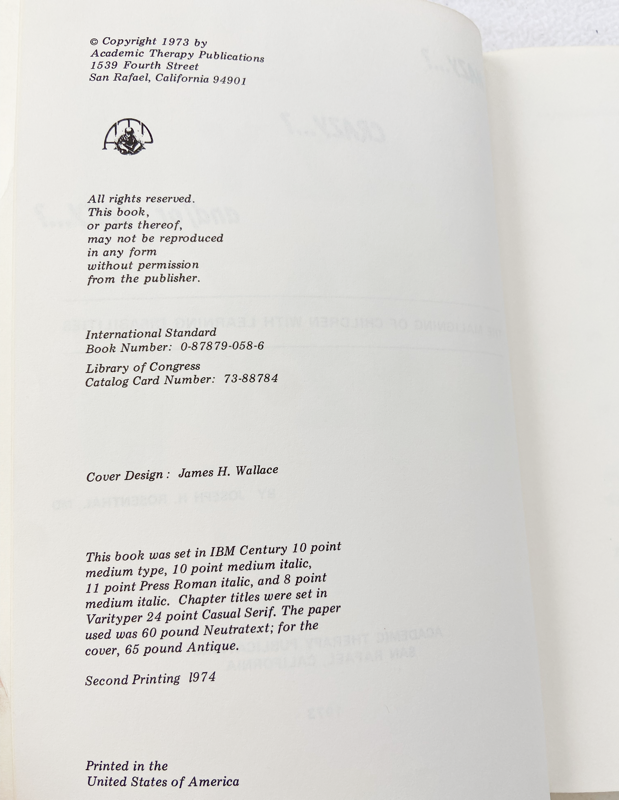 © Copyright 1973 by
Academic Therapy Publications
1539 Fourth Street
San Rafael, California 94901
All rights reserved.
This book,
or parts thereof,
may not be reproduced
in any form
without permission
from the publisher.
International Standard
Book Number: 0-87879-058-6
Library of Congress
Catalog Card Number: 73-88784
Cover Design: James H. Wallace
This book was set in IBM Century 10 point
medium type, 10 point medium italic,
11 point Press Roman italic, and 8 point
medium italic. Chapter titles were set in
Varityper 24 point Casual Serif. The paper
used was 60 pound Neutratext; for the
cover, 65 pound Antique.
Second Printing 1974
Printed in the
United States of America